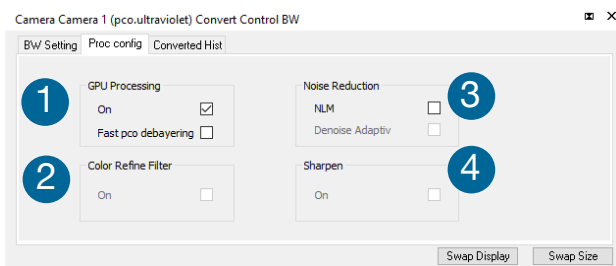 Camera Camera 1 (pco.ultraviolet) Convert Control BW
BW Setting Proc config Converted Hist
1
GPU Processing
On
Fast pco debayering
3
Noise Reduction
NLM
Denoise Adaptiv
2
Color Refine Filter
On
4
Sharpen
On
Swap Display Swap Size